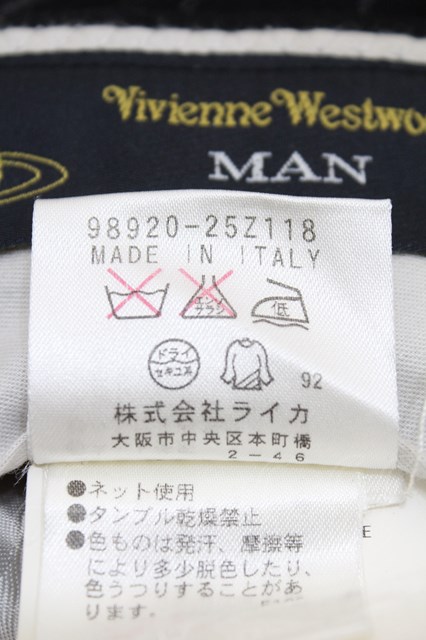 Vivienne Westwo
MAN
98920-25Z118
MADE IN ITALY
エンソ
サラシ
低
ドライ
セキユ系
92
株式会社ライカ
大阪市中央区本町橋
2-46
●ネット使用
●タンブル乾燥禁止
●色ものは発汗、摩擦等
により多少脱色したり、
色うつりすることがあ
ります。
E